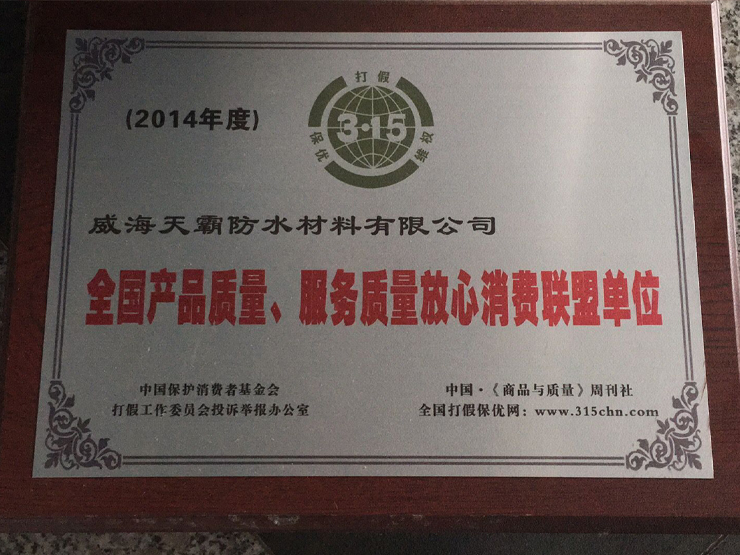 打假
3·15
保优
维权
(2014年度)
威海天霸防水材料有限公司
全国产品质量、服务质量放心消费联盟单位
中国保护消费者基金会
打假工作委员会投诉举报办公室
中国·《商品与质量》周刊社
全国打假保优网：www.315chn.com